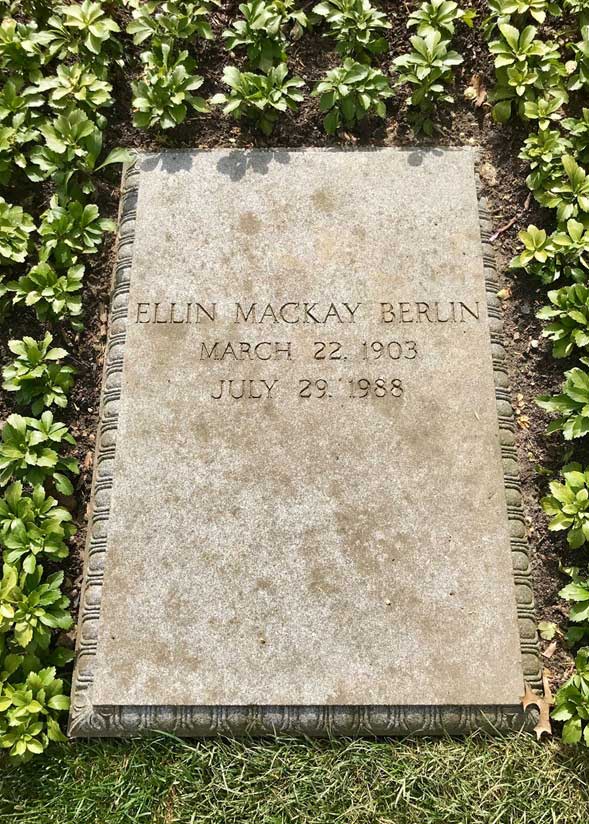 ELLIN MACKAY BERLIN
MARCH 22, 1903
JULY 29, 1988